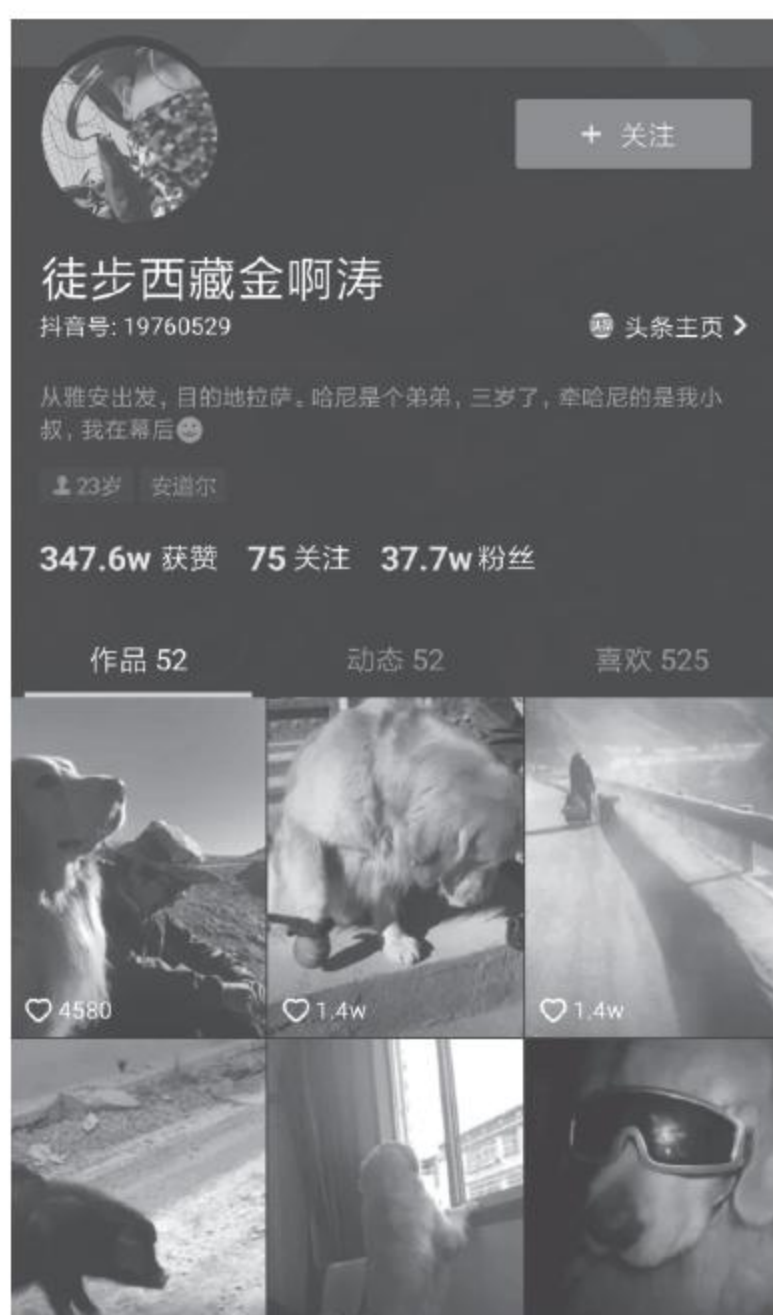 + 关注
徒步西藏金啊涛
抖音号: 19760529
头条主页
从雅安出发，目的地拉萨。哈尼是个弟弟，三岁了，牵哈尼的是我小
叔，我在幕后
23岁 安道尔
347.6w 获赞 75 关注 37.7w 粉丝
作品 52 动态 52 喜欢 525
4580 1.4w 1.4w